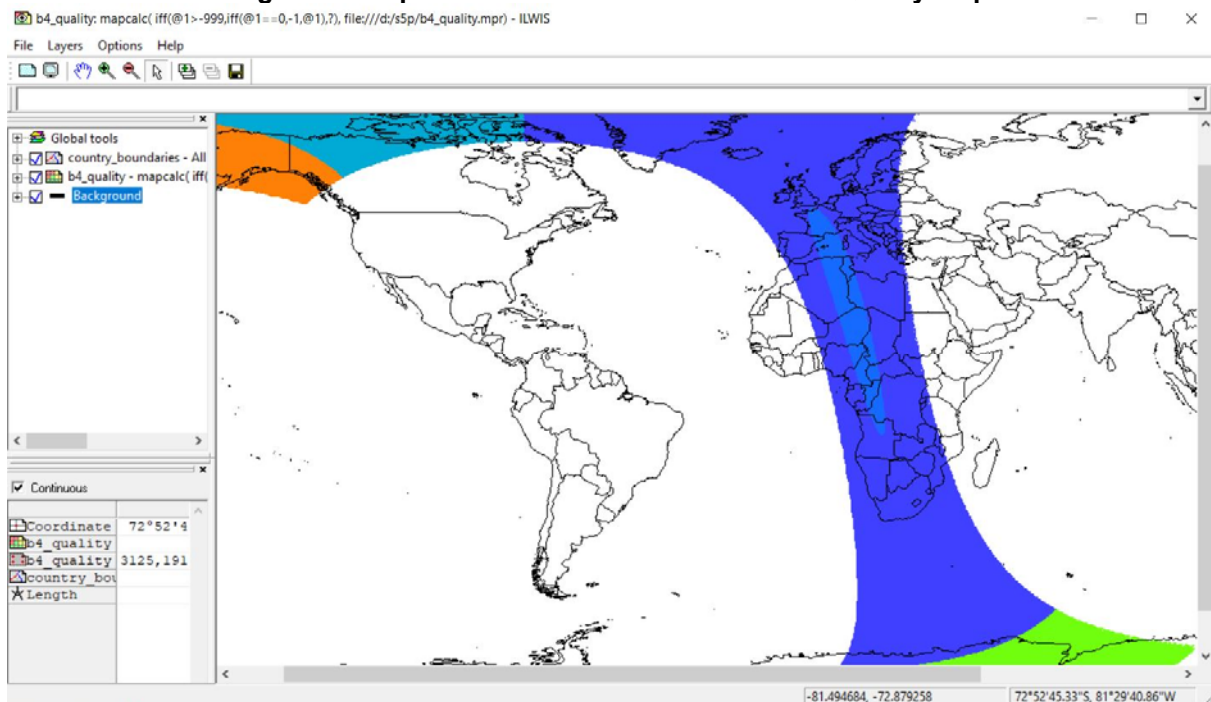 b4_quality: mapcalc( iff(@1>-999,iff(@1==0,-1,@1),?), file:///d:/s5p/b4_quality.mpr) - ILWIS
File Layers Options Help
Global tools
country_boundaries - All
b4_quality - mapcalc( iff(
Background
Continuous
Coordinate 72°52'4
b4_quality
b4_quality 3125,191
country_bou
Length
-81.494684, -72.879258 72°52'45.33"S, 81°29'40.86"W